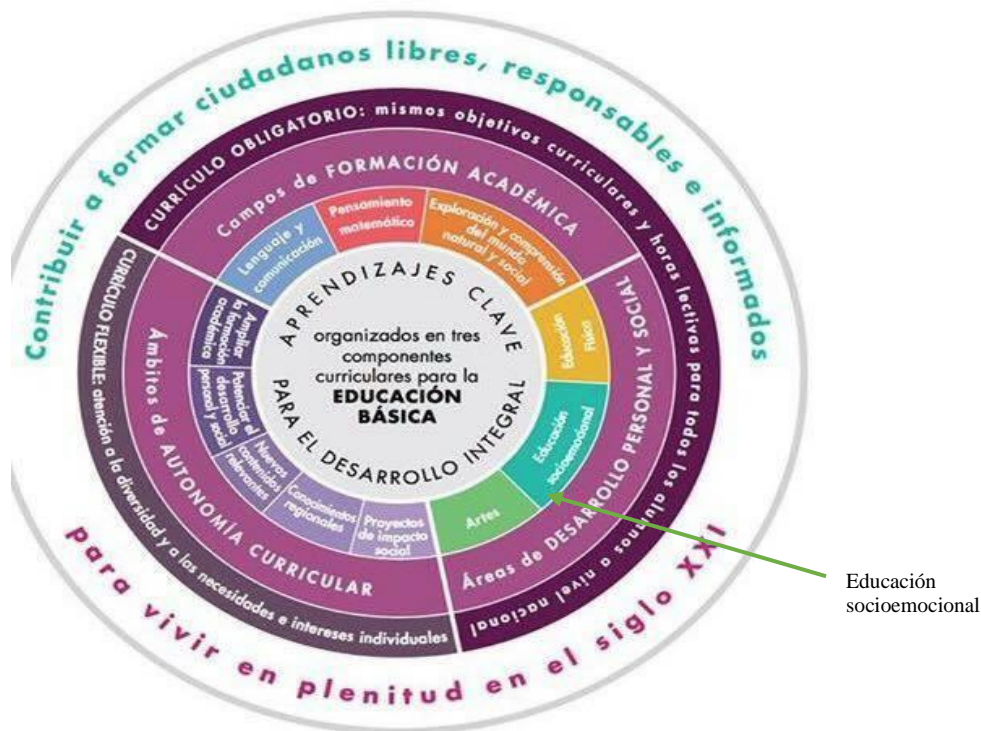 Contribuir a formar ciudadanos libres, responsables e informados
CURRÍCULO OBLIGATORIO: mismos objetivos curriculares y horas lectivas para todos los alumnos a nivel nacional
Campos de FORMACIÓN ACADÉMICA
Lenguaje y
comunicación
Pensamiento
matemático
Exploración y comprensión
del mundo
natural y social
Áreas de DESARROLLO PERSONAL Y SOCIAL
Educación
Física
Educación
socioemocional
Artes
CURRÍCULO FLEXIBLE: atención a la diversidad y a las necesidades e intereses individuales
Ámbitos de AUTONOMÍA CURRICULAR
Ampliar
la formación
académica
Potenciar el
desarrollo
personal y social
Nuevos
contenidos
relevantes
Conocimientos
regionales
Proyectos
de impacto
social
APRENDIZAJES CLAVE
organizados en tres
componentes
curriculares para la
EDUCACIÓN
BÁSICA
PARA EL DESARROLLO INTEGRAL
para vivir en plenitud en el siglo XXI
Educación
socioemocional